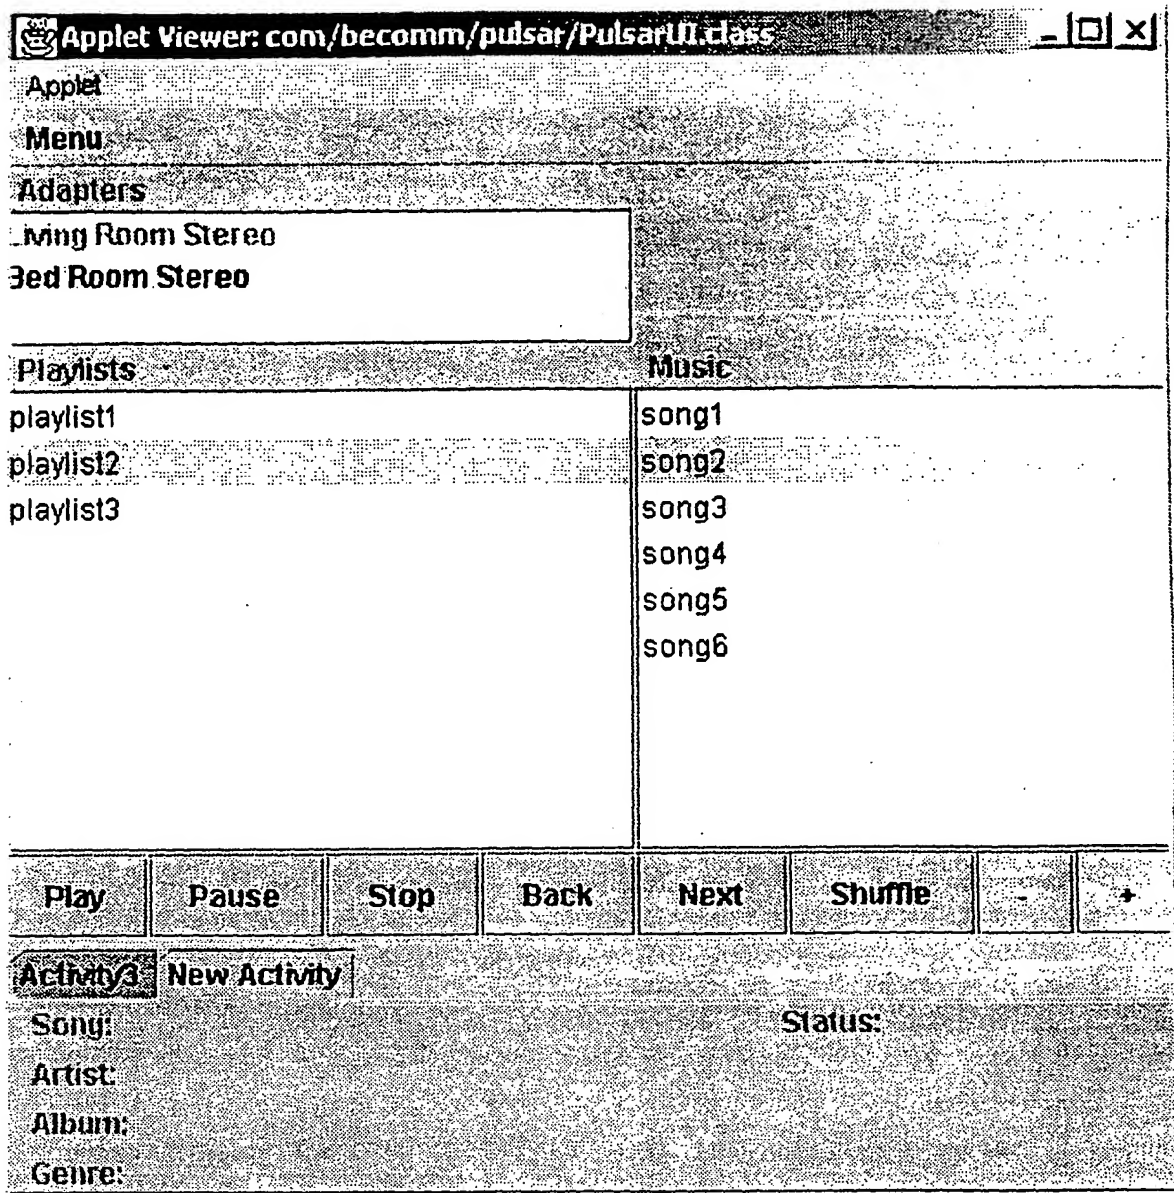 Applet Viewer: com/becomm/pulsar/PulsarUI.class
Applet
Menu
Adapters
Living Room Stereo
Bed Room Stereo
Playlists Music
playlist1 song1
playlist2 song2
playlist3 song3
song4
song5
song6
Play Pause Stop Back Next Shuffle - +
Activity3 New Activity
Song: Status:
Artist:
Album:
Genre: